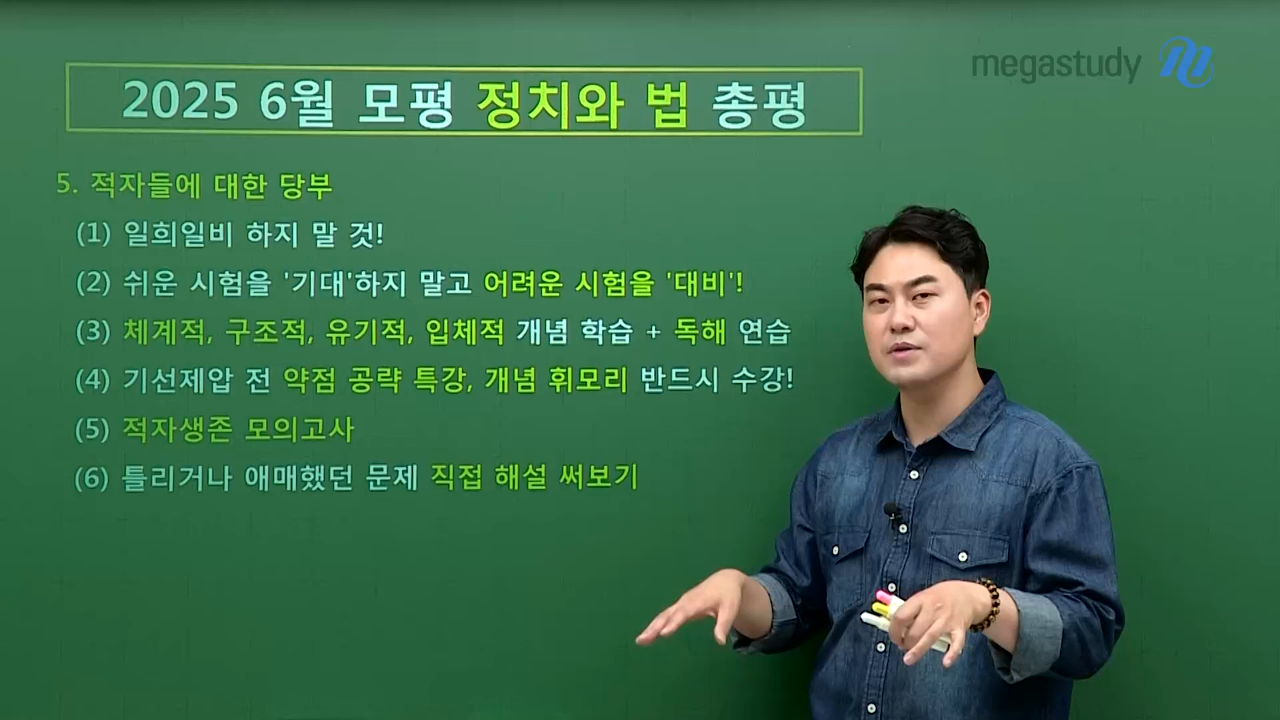 megastudy
2025 6월 모평 정치와 법 총평
5. 적자들에 대한 당부
(1) 일희일비 하지 말 것!
(2) 쉬운 시험을 '기대'하지 말고 어려운 시험을 '대비'!
(3) 체계적, 구조적, 유기적, 입체적 개념 학습 + 독해 연습
(4) 기선제압 전 약점 공략 특강, 개념 휘모리 반드시 수강!
(5) 적자생존 모의고사
(6) 틀리거나 애매했던 문제 직접 해설 써보기